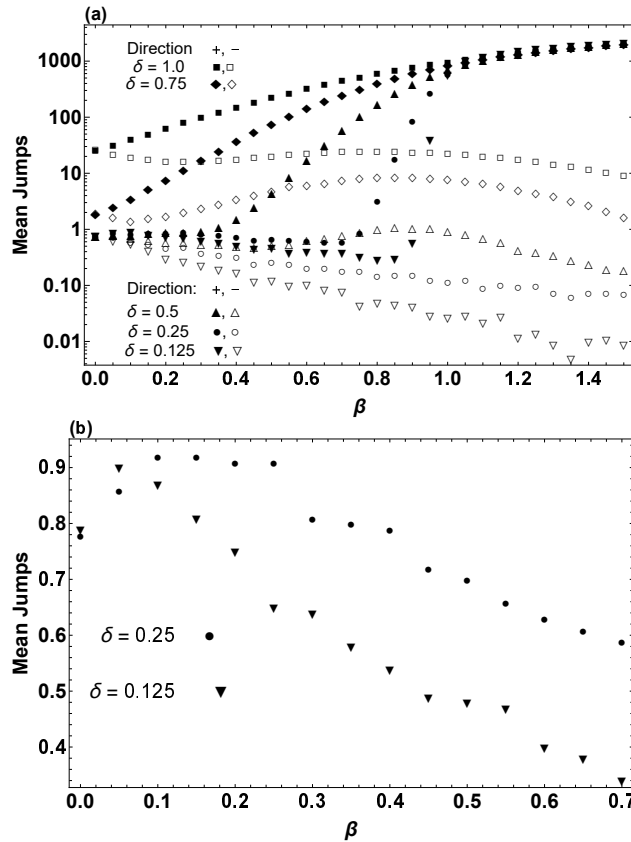 (a)
Direction +, −
δ = 1.0 ■,□
δ = 0.75 ◆,◇
Direction: +, −
δ = 0.5 ▲,△
δ = 0.25 ●,○
δ = 0.125 ▼,▽
1000
100
10
1
0.10
0.01
Mean Jumps
0.0 0.2 0.4 0.6 0.8 1.0 1.2 1.4
β
(b)
0.9
0.8
0.7
0.6
0.5
0.4
Mean Jumps
δ = 0.25 ●
δ = 0.125 ▼
0.0 0.1 0.2 0.3 0.4 0.5 0.6 0.7
β